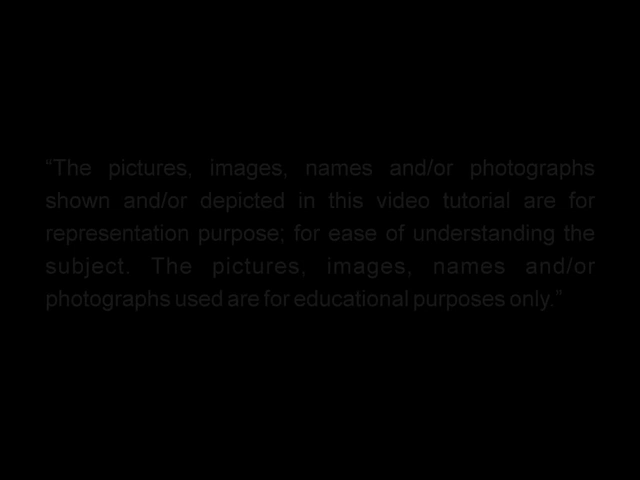 “The pictures, images, names and/or photographs
shown and/or depicted in this video tutorial are for
representation purpose; for ease of understanding the
subject. The pictures, images, names and/or
photographs used are for educational purposes only.”